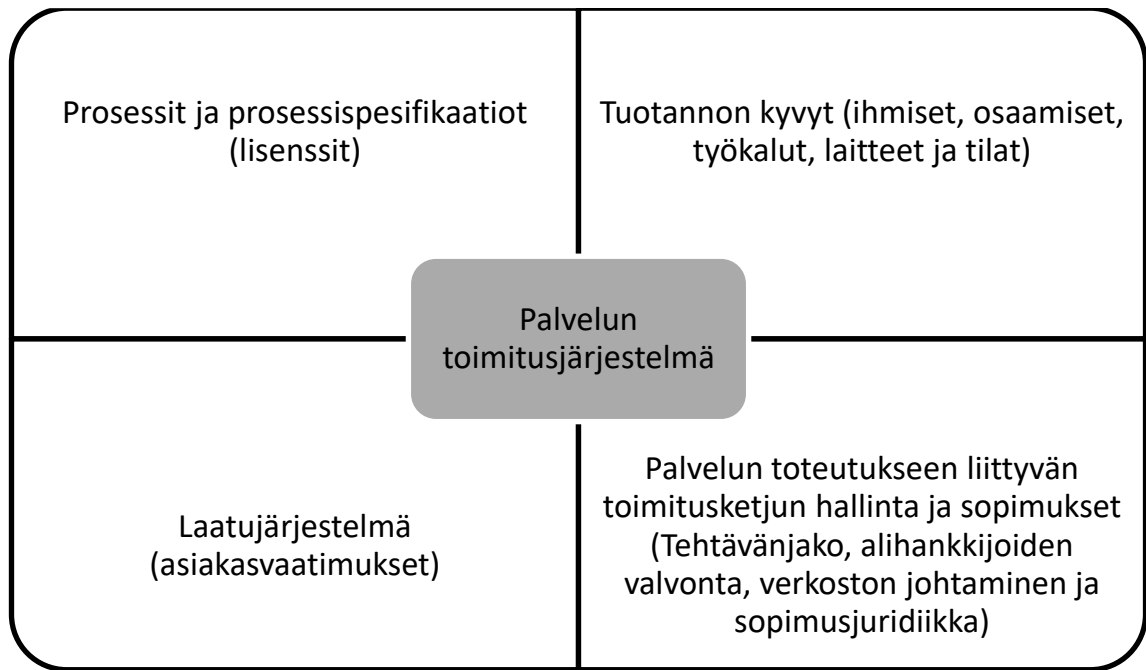 Prosessit ja prosessispesifikaatiot
(lisenssit)
Tuotannon kyvyt (ihmiset, osaamiset,
työkalut, laitteet ja tilat)
Palvelun
toimitusjärjestelmä
Laatujärjestelmä
(asiakasvaatimukset)
Palvelun toteutukseen liittyvän
toimitusketjun hallinta ja sopimukset
(Tehtävänjako, alihankkijoiden
valvonta, verkoston johtaminen ja
sopimusjuridiikka)